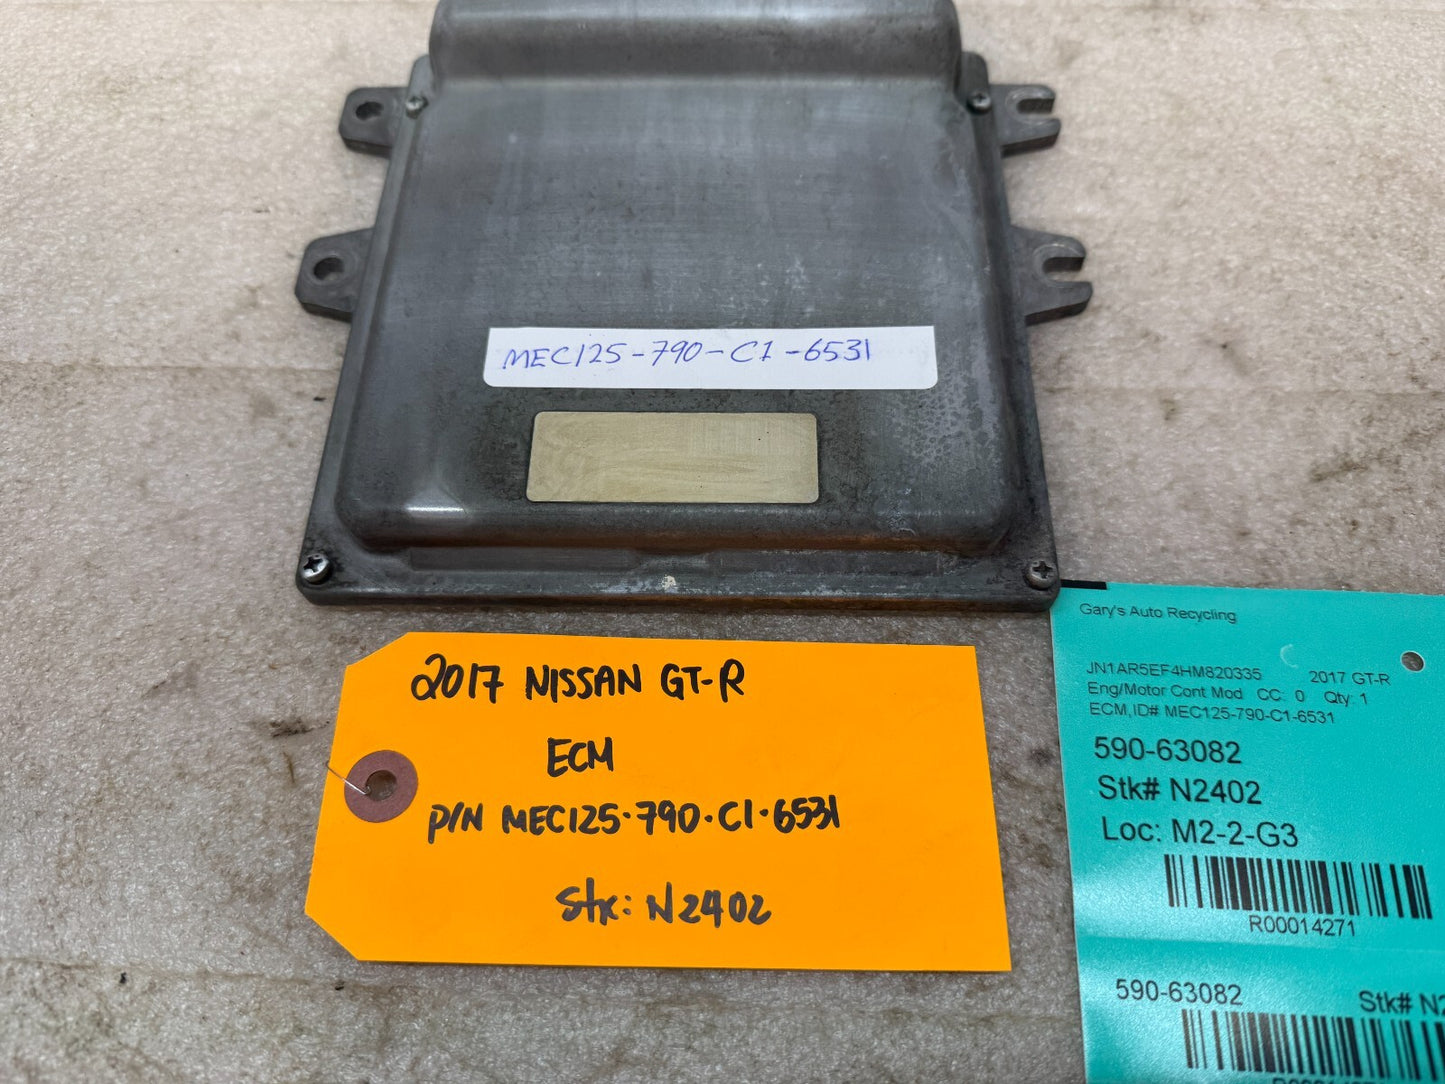 MEC125-790-C1-6531
2017 NISSAN GT-R
ECM
P/N MEC125·790·C1·6531
Stk: N2402
Gary's Auto Recycling
JN1AR5EF4HM820335 2017 GT-R
Eng/Motor Cont Mod CC: 0 Qty: 1
ECM,ID# MEC125-790-C1-6531
590-63082
Stk# N2402
Loc: M2-2-G3
R00014271
590-63082 Stk#